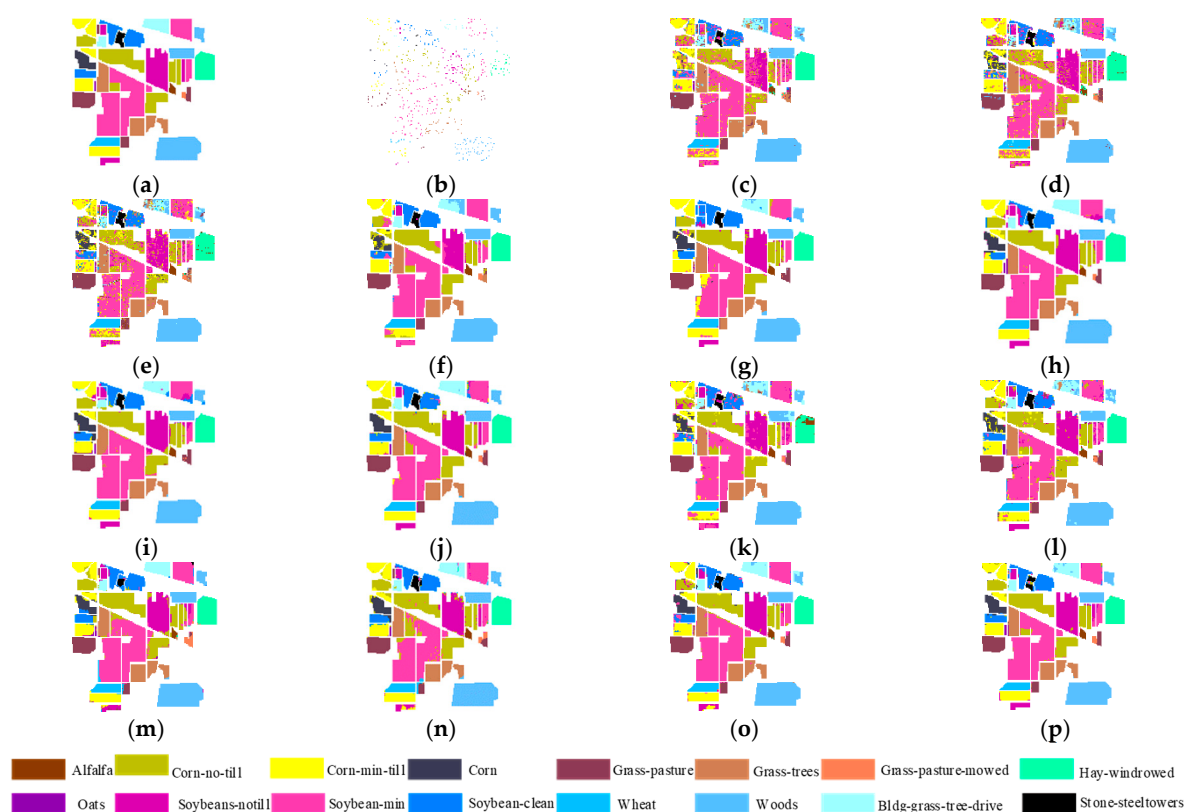 (a) (b) (c) (d)
(e) (f) (g) (h)
(i) (j) (k) (l)
(m) (n) (o) (p)
Alfalfa Corn-no-till Corn-min-till Corn Grass-pasture Grass-trees Grass-pasture-mowed Hay-windrowed
Oats Soybeans-notill Soybean-min Soybean-clean Wheat Woods Bldg-grass-tree-drive Stone-steeltowers